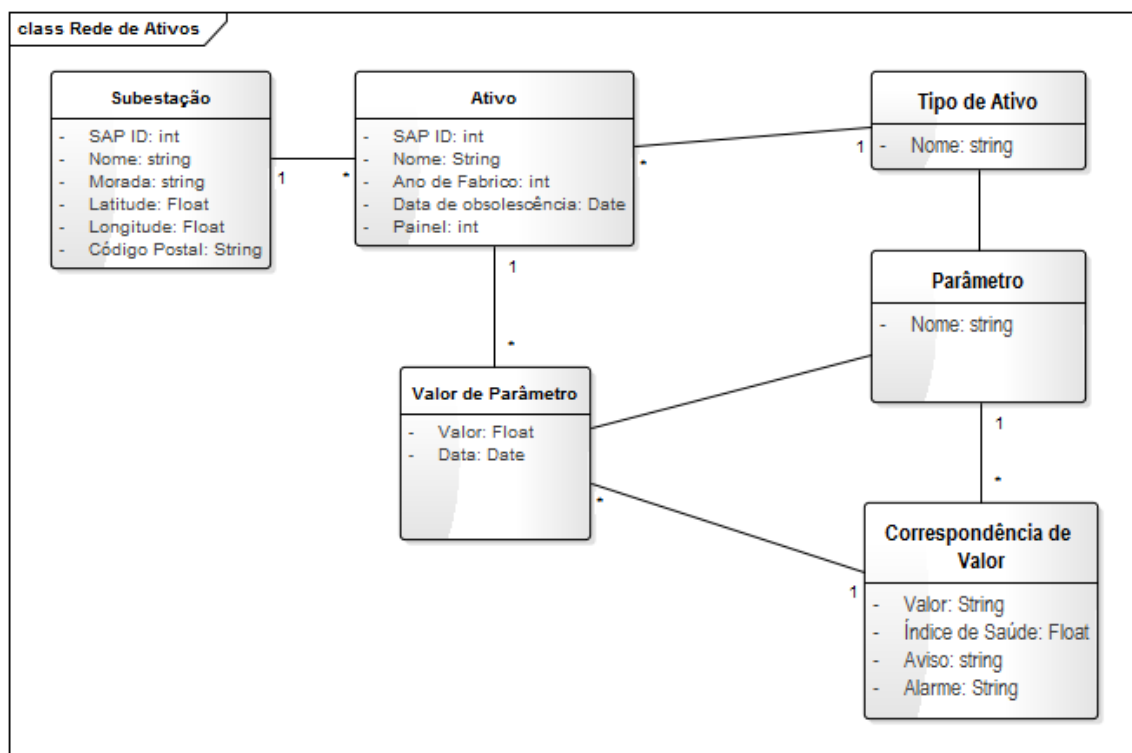 class Rede de Ativos
Subestação
- SAP ID: int
- Nome: string
- Morada: string
- Latitude: Float
- Longitude: Float
- Código Postal: String
1
*
Ativo
- SAP ID: int
- Nome: String
- Ano de Fabrico: int
- Data de obsolescência: Date
- Painel: int
*
1
Tipo de Ativo
- Nome: string
1
*
Parâmetro
- Nome: string
Valor de Parâmetro
- Valor: Float
- Data: Date
1
*
*
1
Correspondência de
Valor
- Valor: String
- Índice de Saúde: Float
- Aviso: string
- Alarme: String